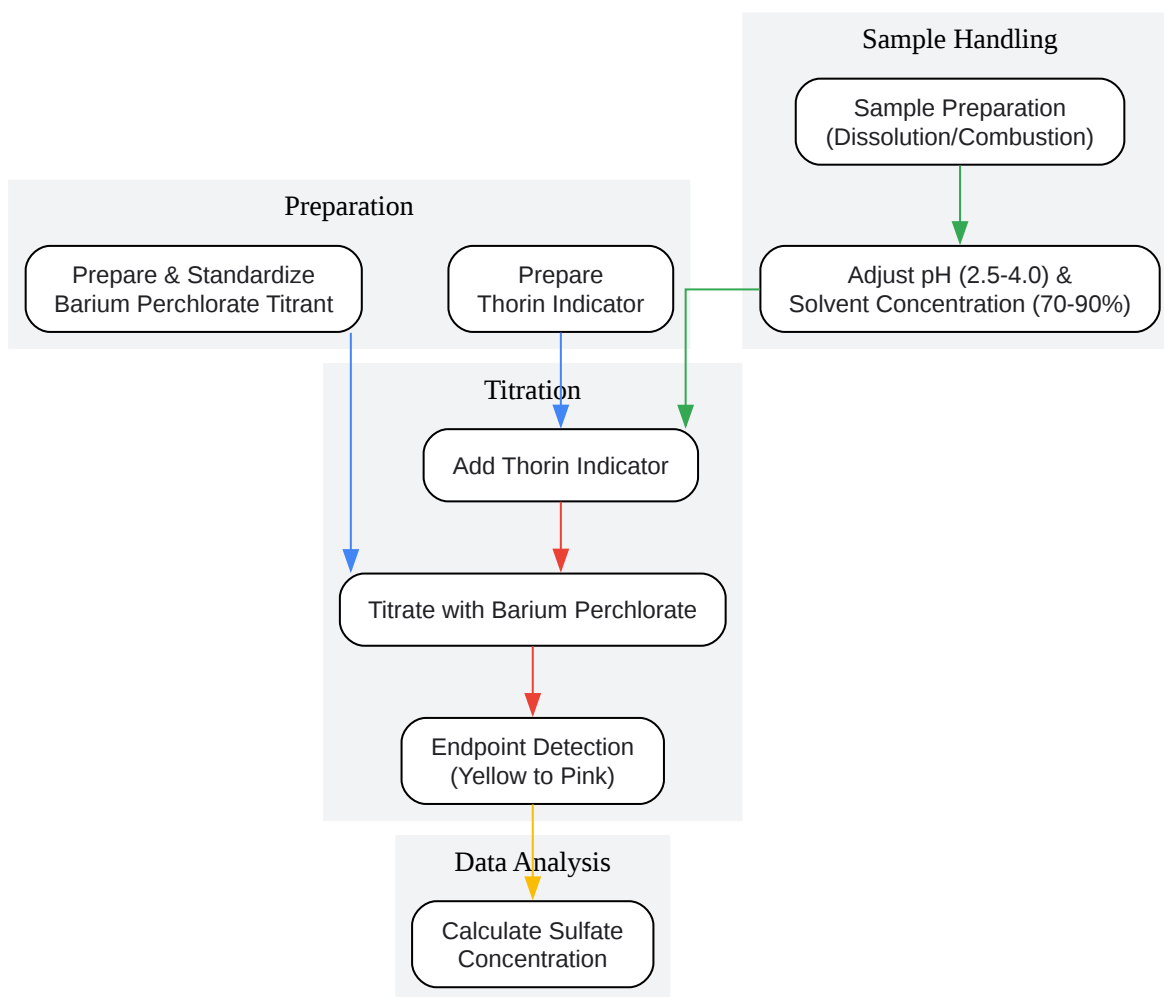 Sample Handling
Sample Preparation
(Dissolution/Combustion)
Preparation
Prepare & Standardize
Barium Perchlorate Titrant
Prepare
Thorin Indicator
Adjust pH (2.5-4.0) &
Solvent Concentration (70-90%)
Titration
Add Thorin Indicator
Titrate with Barium Perchlorate
Endpoint Detection
(Yellow to Pink)
Data Analysis
Calculate Sulfate
Concentration